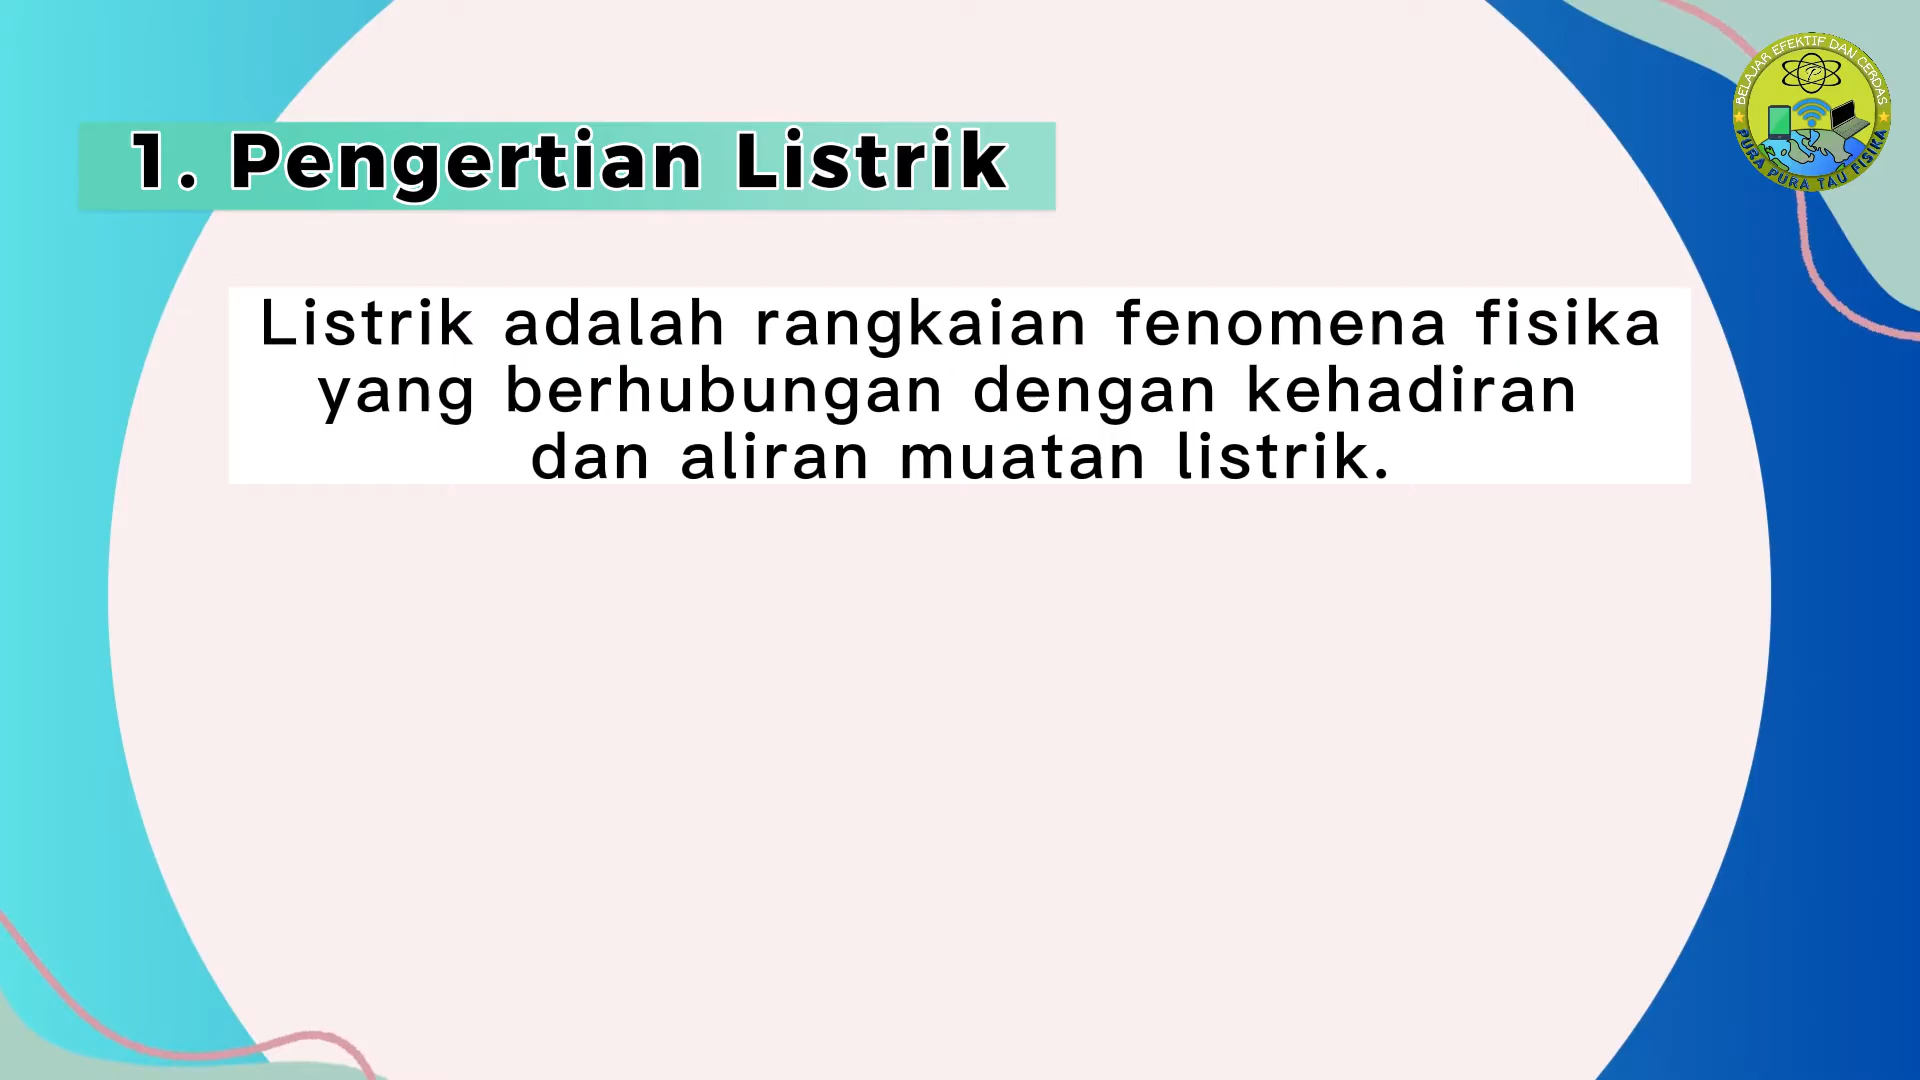 BELAJAR EFEKTIF DAN CERDAS
PURA PURA TAU FISIKA
1. Pengertian Listrik
Listrik adalah rangkaian fenomena fisika
yang berhubungan dengan kehadiran
dan aliran muatan listrik.